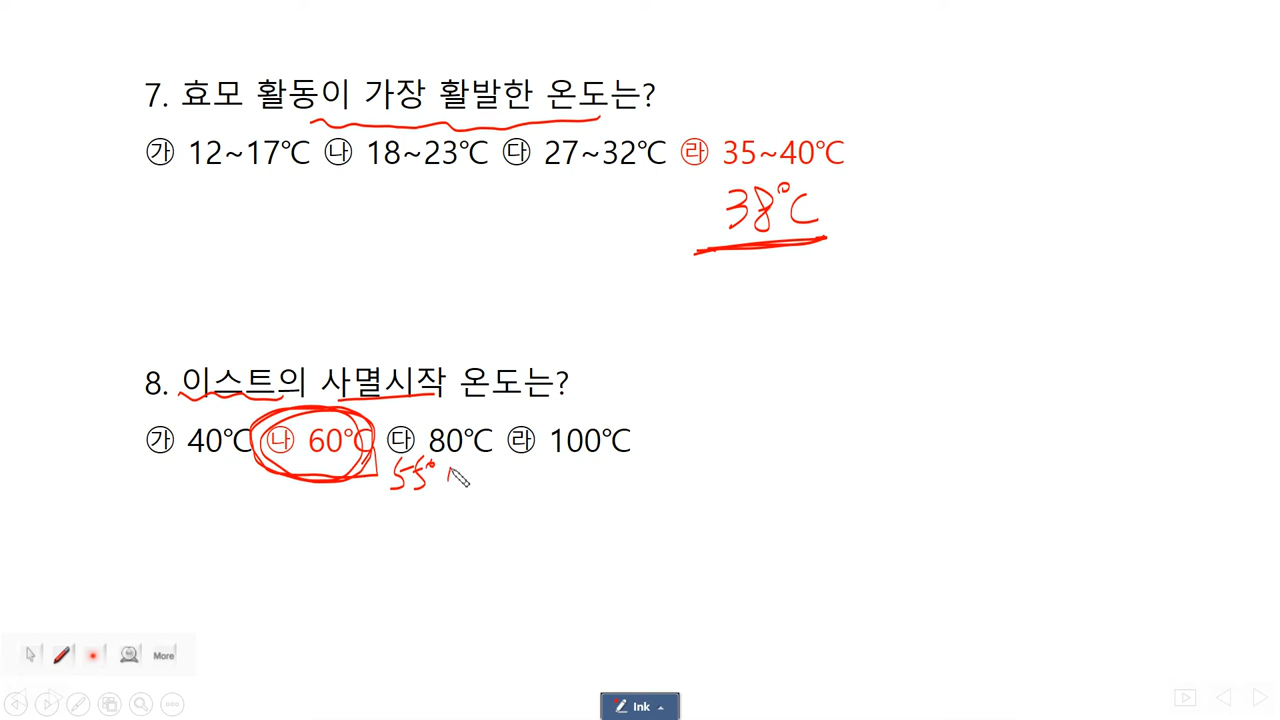 7. 효모 활동이 가장 활발한 온도는?
㉮ 12~17℃ ㉯ 18~23℃ ㉰ 27~32℃ ㉱ 35~40℃
38°C
8. 이스트의 사멸시작 온도는?
㉮ 40℃ ㉯ 60℃ ㉰ 80℃ ㉱ 100℃
55°
More
Ink